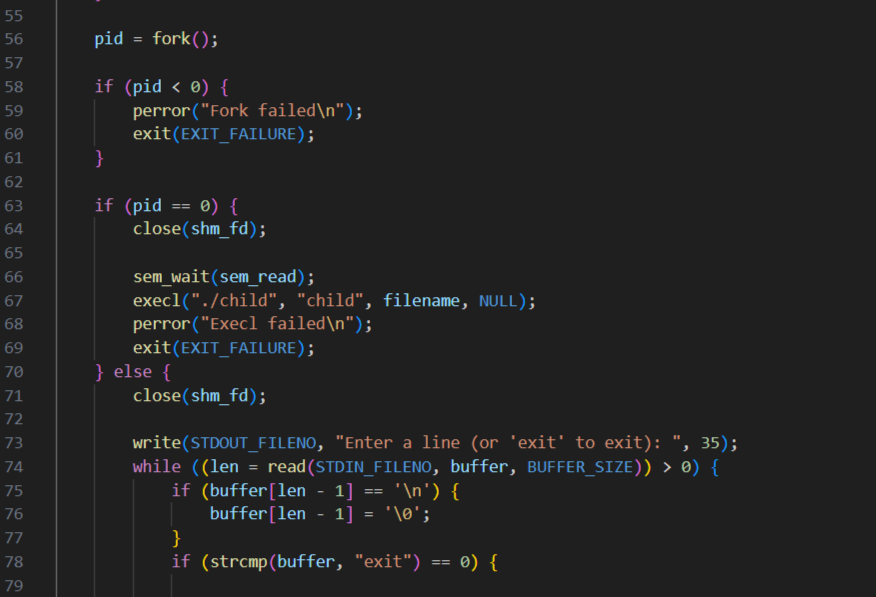 55
56 pid = fork();
57
58 if (pid < 0) {
59 perror("Fork failed\n");
60 exit(EXIT_FAILURE);
61 }
62
63 if (pid == 0) {
64 close(shm_fd);
65
66 sem_wait(sem_read);
67 execl("./child", "child", filename, NULL);
68 perror("Execl failed\n");
69 exit(EXIT_FAILURE);
70 } else {
71 close(shm_fd);
72
73 write(STDOUT_FILENO, "Enter a line (or 'exit' to exit): ", 35);
74 while ((len = read(STDIN_FILENO, buffer, BUFFER_SIZE)) > 0) {
75 if (buffer[len - 1] == '\n') {
76 buffer[len - 1] = '\0';
77 }
78 if (strcmp(buffer, "exit") == 0) {
79